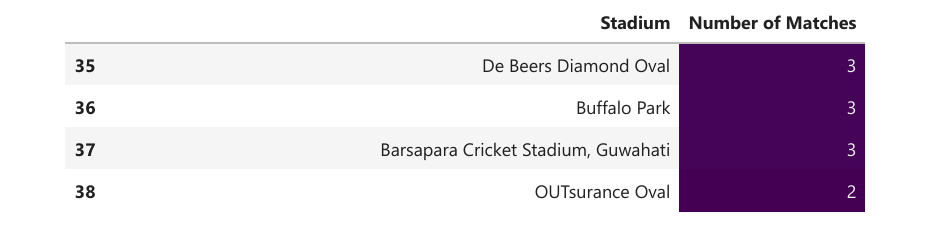 Stadium Number of Matches
35 De Beers Diamond Oval 3
36 Buffalo Park 3
37 Barsapara Cricket Stadium, Guwahati 3
38 OUTsurance Oval 2